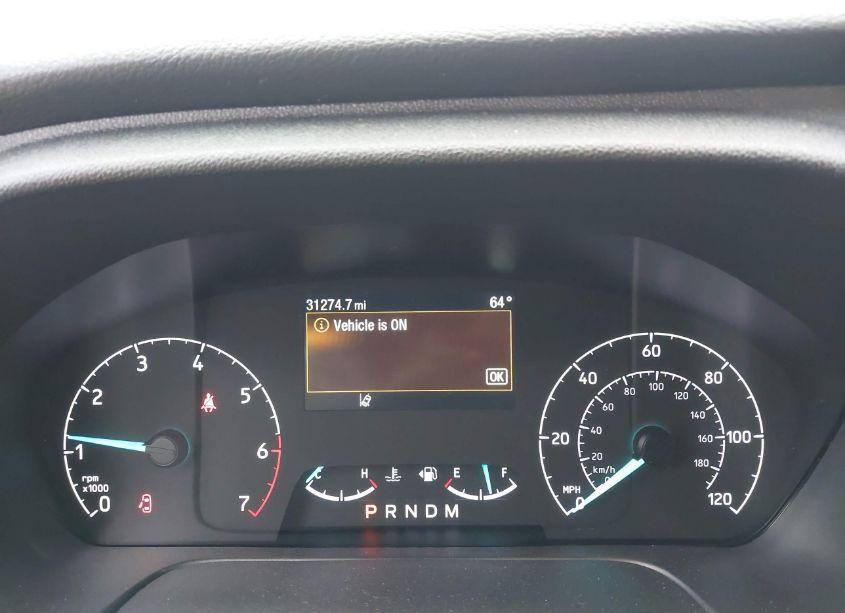 31274.7 mi 64°
Vehicle is ON
OK
0 1 2 3 4 5 6 7
rpm
x1000
C H E F
P R N D M
0 20 40 60 80 100 120
MPH
0 20 40 60 80 100 120 140 160 180
km/h